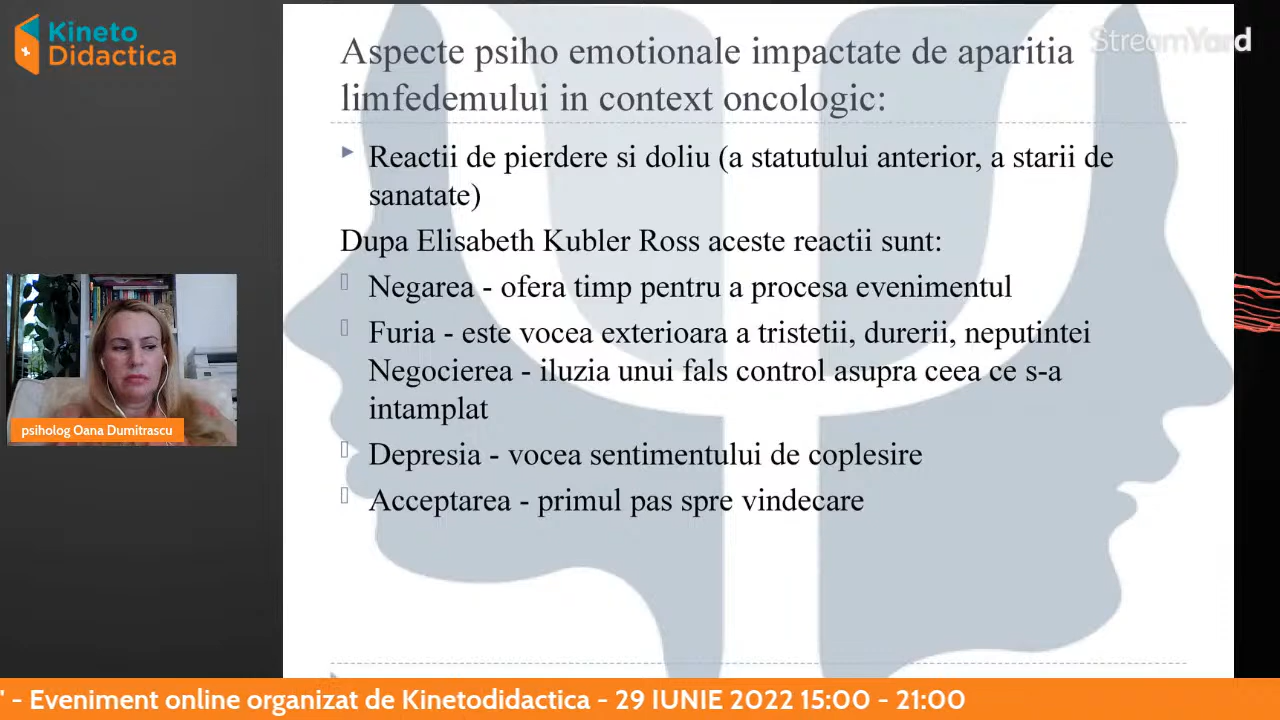 Kineto
Didactica
StreamYard
Aspecte psiho emotionale impactate de aparitia
limfedemului in context oncologic:
Reactii de pierdere si doliu (a statutului anterior, a starii de
sanatate)
Dupa Elisabeth Kubler Ross aceste reactii sunt:
Negarea - ofera timp pentru a procesa evenimentul
Furia - este vocea exterioara a tristetii, durerii, neputintei
Negocierea - iluzia unui fals control asupra ceea ce s-a
intamplat
Depresia - vocea sentimentului de coplesire
Acceptarea - primul pas spre vindecare
psiholog Oana Dumitrascu
" - Eveniment online organizat de Kinetodidactica - 29 IUNIE 2022 15:00 - 21:00